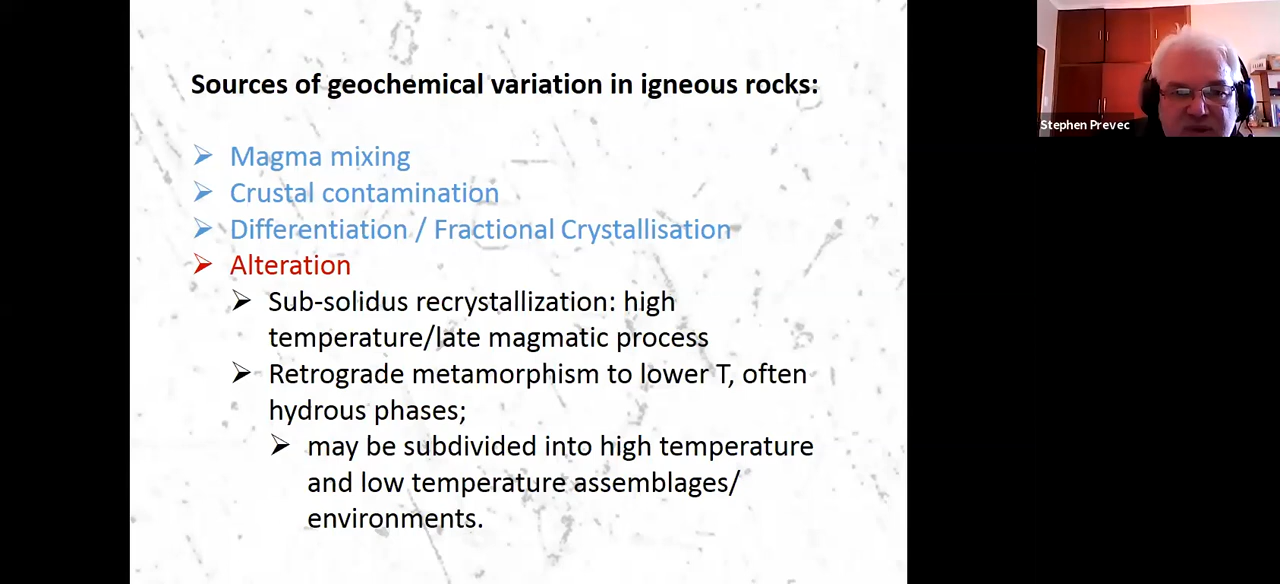 Sources of geochemical variation in igneous rocks:
Magma mixing
Crustal contamination
Differentiation / Fractional Crystallisation
Alteration
Sub-solidus recrystallization: high
temperature/late magmatic process
Retrograde metamorphism to lower T, often
hydrous phases;
may be subdivided into high temperature
and low temperature assemblages/
environments.
Stephen Prevec